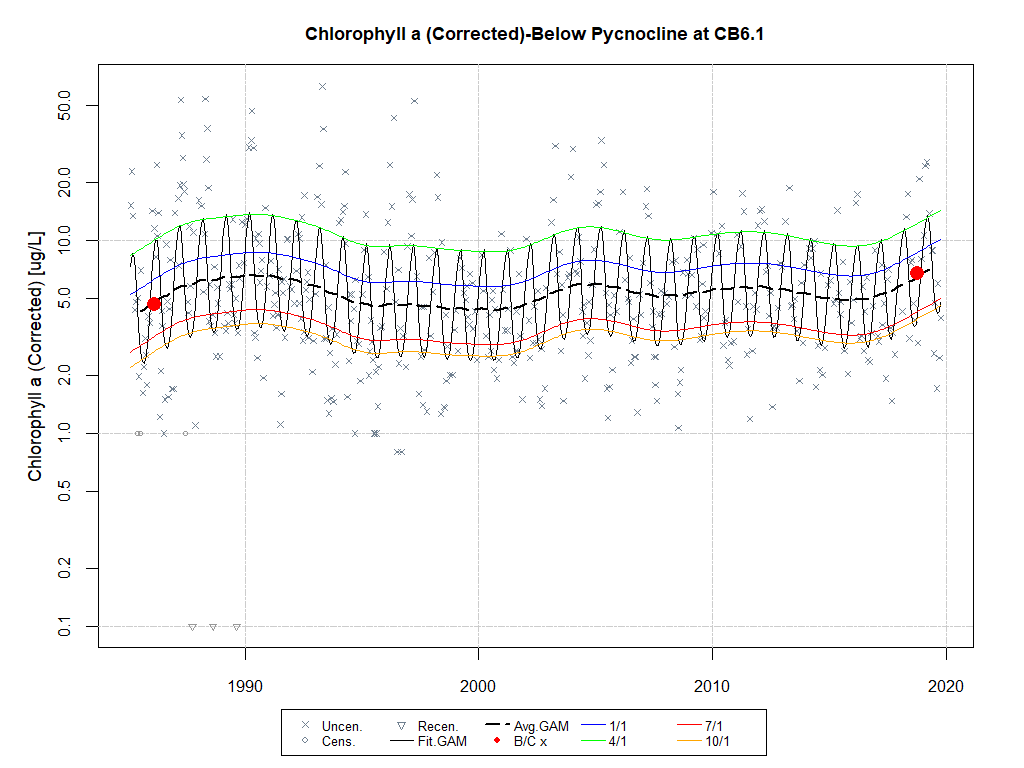 Chlorophyll a (Corrected)-Below Pycnocline at CB6.1
Chlorophyll a (Corrected) [ug/L]
50.0
20.0
10.0
5.0
2.0
1.0
0.5
0.2
0.1
1990 2000 2010 2020
Uncen. Recen. Avg.GAM 1/1 7/1
Cens. Fit.GAM B/C x 4/1 10/1